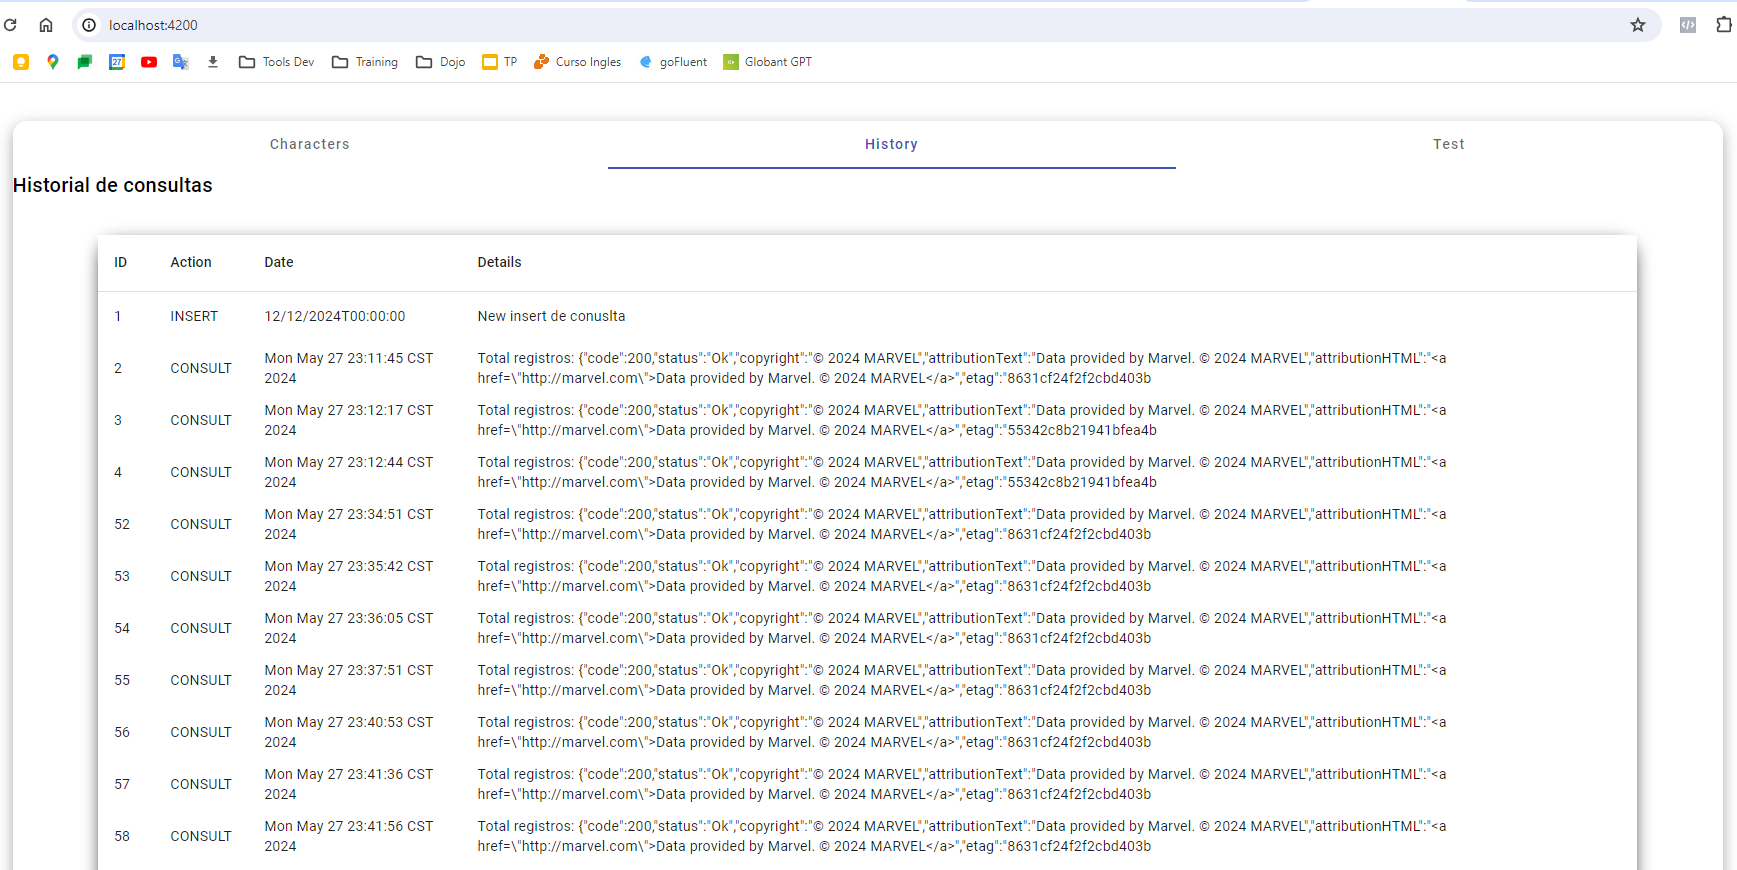 localhost:4200
Tools Dev Training Dojo TP Curso Ingles goFluent Globant GPT
Characters History Test
Historial de consultas
ID Action Date Details
1 INSERT 12/12/2024T00:00:00 New insert de conuslta
2 CONSULT Mon May 27 23:11:45 CST 2024 Total registros: {"code":200,"status":"Ok","copyright":"© 2024 MARVEL","attributionText":"Data provided by Marvel. © 2024 MARVEL","attributionHTML":"<a
href=\"http://marvel.com\">Data provided by Marvel. © 2024 MARVEL</a>","etag":"8631cf24f2f2cbd403b
3 CONSULT Mon May 27 23:12:17 CST 2024 Total registros: {"code":200,"status":"Ok","copyright":"© 2024 MARVEL","attributionText":"Data provided by Marvel. © 2024 MARVEL","attributionHTML":"<a
href=\"http://marvel.com\">Data provided by Marvel. © 2024 MARVEL</a>","etag":"55342c8b21941bfea4b
4 CONSULT Mon May 27 23:12:44 CST 2024 Total registros: {"code":200,"status":"Ok","copyright":"© 2024 MARVEL","attributionText":"Data provided by Marvel. © 2024 MARVEL","attributionHTML":"<a
href=\"http://marvel.com\">Data provided by Marvel. © 2024 MARVEL</a>","etag":"55342c8b21941bfea4b
52 CONSULT Mon May 27 23:34:51 CST 2024 Total registros: {"code":200,"status":"Ok","copyright":"© 2024 MARVEL","attributionText":"Data provided by Marvel. © 2024 MARVEL","attributionHTML":"<a
href=\"http://marvel.com\">Data provided by Marvel. © 2024 MARVEL</a>","etag":"8631cf24f2f2cbd403b
53 CONSULT Mon May 27 23:35:42 CST 2024 Total registros: {"code":200,"status":"Ok","copyright":"© 2024 MARVEL","attributionText":"Data provided by Marvel. © 2024 MARVEL","attributionHTML":"<a
href=\"http://marvel.com\">Data provided by Marvel. © 2024 MARVEL</a>","etag":"8631cf24f2f2cbd403b
54 CONSULT Mon May 27 23:36:05 CST 2024 Total registros: {"code":200,"status":"Ok","copyright":"© 2024 MARVEL","attributionText":"Data provided by Marvel. © 2024 MARVEL","attributionHTML":"<a
href=\"http://marvel.com\">Data provided by Marvel. © 2024 MARVEL</a>","etag":"8631cf24f2f2cbd403b
55 CONSULT Mon May 27 23:37:51 CST 2024 Total registros: {"code":200,"status":"Ok","copyright":"© 2024 MARVEL","attributionText":"Data provided by Marvel. © 2024 MARVEL","attributionHTML":"<a
href=\"http://marvel.com\">Data provided by Marvel. © 2024 MARVEL</a>","etag":"8631cf24f2f2cbd403b
56 CONSULT Mon May 27 23:40:53 CST 2024 Total registros: {"code":200,"status":"Ok","copyright":"© 2024 MARVEL","attributionText":"Data provided by Marvel. © 2024 MARVEL","attributionHTML":"<a
href=\"http://marvel.com\">Data provided by Marvel. © 2024 MARVEL</a>","etag":"8631cf24f2f2cbd403b
57 CONSULT Mon May 27 23:41:36 CST 2024 Total registros: {"code":200,"status":"Ok","copyright":"© 2024 MARVEL","attributionText":"Data provided by Marvel. © 2024 MARVEL","attributionHTML":"<a
href=\"http://marvel.com\">Data provided by Marvel. © 2024 MARVEL</a>","etag":"8631cf24f2f2cbd403b
58 CONSULT Mon May 27 23:41:56 CST 2024 Total registros: {"code":200,"status":"Ok","copyright":"© 2024 MARVEL","attributionText":"Data provided by Marvel. © 2024 MARVEL","attributionHTML":"<a
href=\"http://marvel.com\">Data provided by Marvel. © 2024 MARVEL</a>","etag":"8631cf24f2f2cbd403b